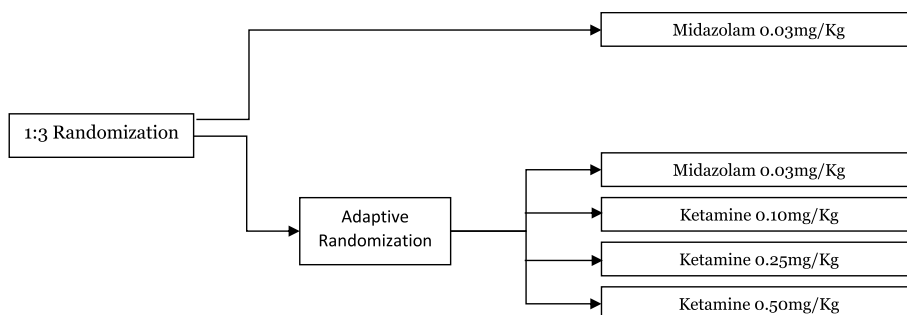 Midazolam 0.03mg/Kg
1:3 Randomization
Adaptive
Randomization
Midazolam 0.03mg/Kg
Ketamine 0.10mg/Kg
Ketamine 0.25mg/Kg
Ketamine 0.50mg/Kg